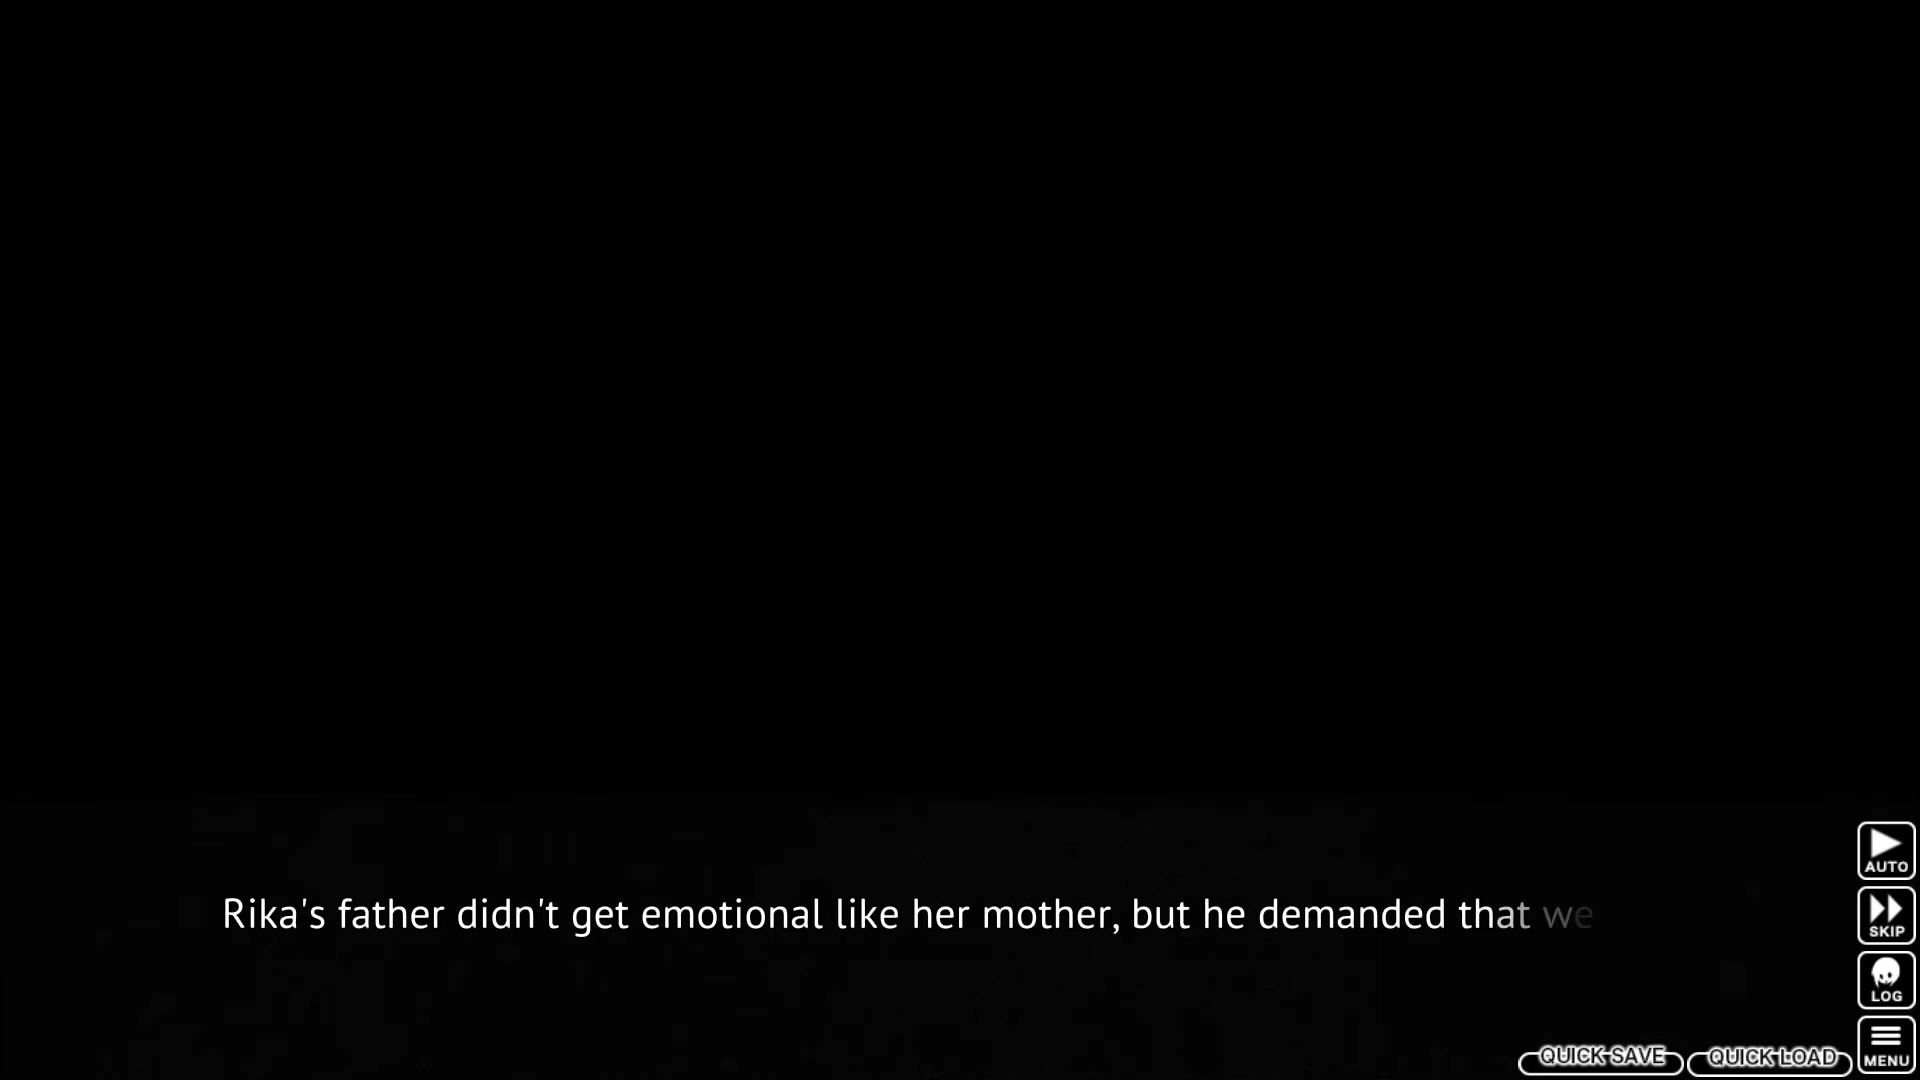 Rika's father didn't get emotional like her mother, but he demanded that we
AUTO
SKIP
LOG
MENU
QUICK SAVE QUICK LOAD